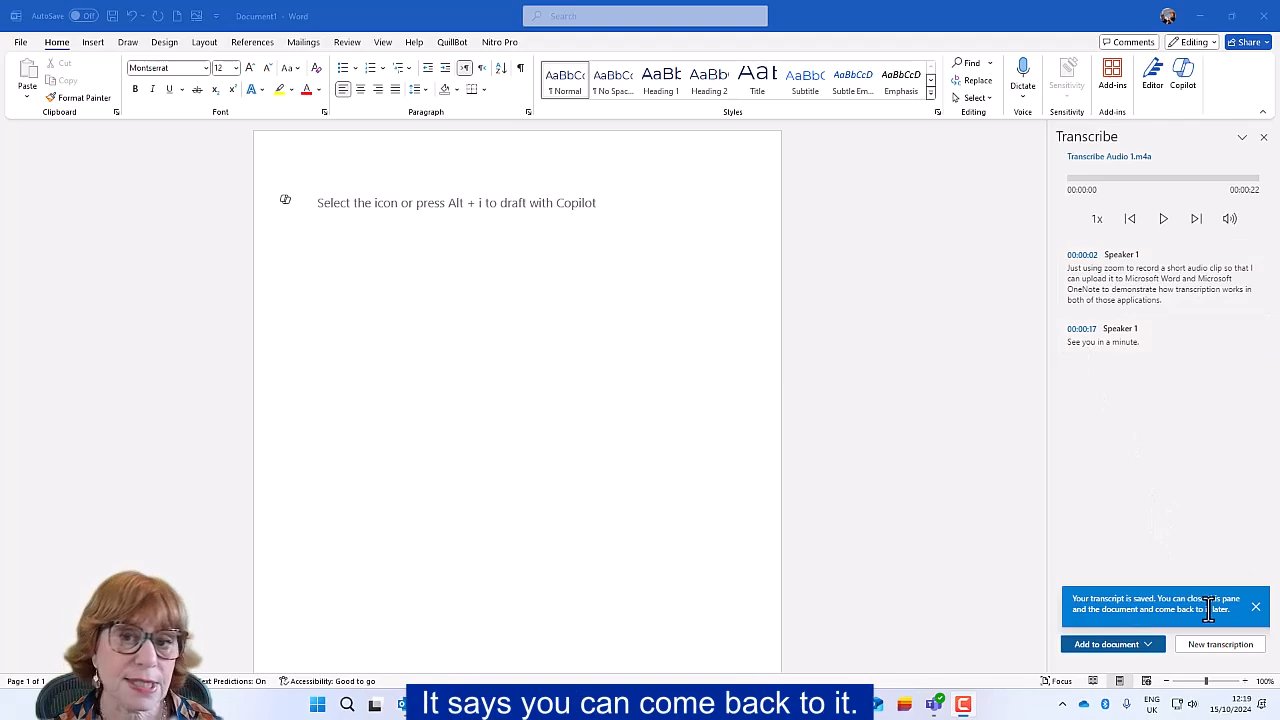 AutoSave Off Document1 - Word Search
File Home Insert Draw Design Layout References Mailings Review View Help QuillBot Nitro Pro Comments Editing Share
Paste Cut
Copy
Format Painter
Clipboard
Montserrat 12
Font
Paragraph
AaBbCc AaBbCc AaBbC AaBbC AaB AaBbC AaBbCcD AaBbCcD
¶ Normal ¶ No Spac... Heading 1 Heading 2 Title Subtitle Subtle Em... Emphasis
Styles
Find
Replace
Select
Editing
Dictate
Voice
Sensitivity
Sensitivity
Add-ins
Add-ins
Editor Copilot
Select the icon or press Alt + i to draft with Copilot
Transcribe
Transcribe Audio 1.m4a
00:00:00 00:00:22
1x
00:00:02 Speaker 1
Just using zoom to record a short audio clip so that I
can upload it to Microsoft Word and Microsoft
OneNote to demonstrate how transcription works in
both of those applications.
00:00:17 Speaker 1
See you in a minute.
Your transcript is saved. You can close pane
and the document and come back to later.
Add to document New transcription
Page 1 of 1 Text Predictions: On Accessibility: Good to go Focus 100%
It says you can come back to it.
ENG
UK
12:19
15/10/2024